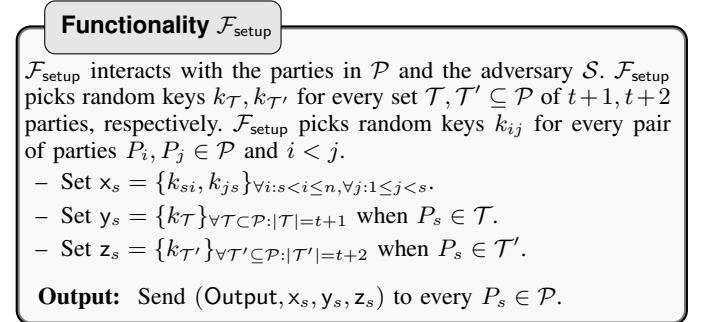 Functionality 𝓕_setup
𝓕_setup interacts with the parties in 𝒫 and the adversary 𝒮. 𝓕_setup
picks random keys k_𝒯, k_𝒯′ for every set 𝒯, 𝒯′ ⊆ 𝒫 of t+1, t+2
parties, respectively. 𝓕_setup picks random keys k_ij for every pair
of parties P_i, P_j ∈ 𝒫 and i < j.
– Set x_s = {k_si, k_js}_∀i:s<i≤n,∀j:1≤j<s.
– Set y_s = {k_𝒯}_∀𝒯⊂𝒫:|𝒯|=t+1 when P_s ∈ 𝒯.
– Set z_s = {k_𝒯′}_∀𝒯′⊆𝒫:|𝒯′|=t+2 when P_s ∈ 𝒯′.
Output: Send (Output, x_s, y_s, z_s) to every P_s ∈ 𝒫.